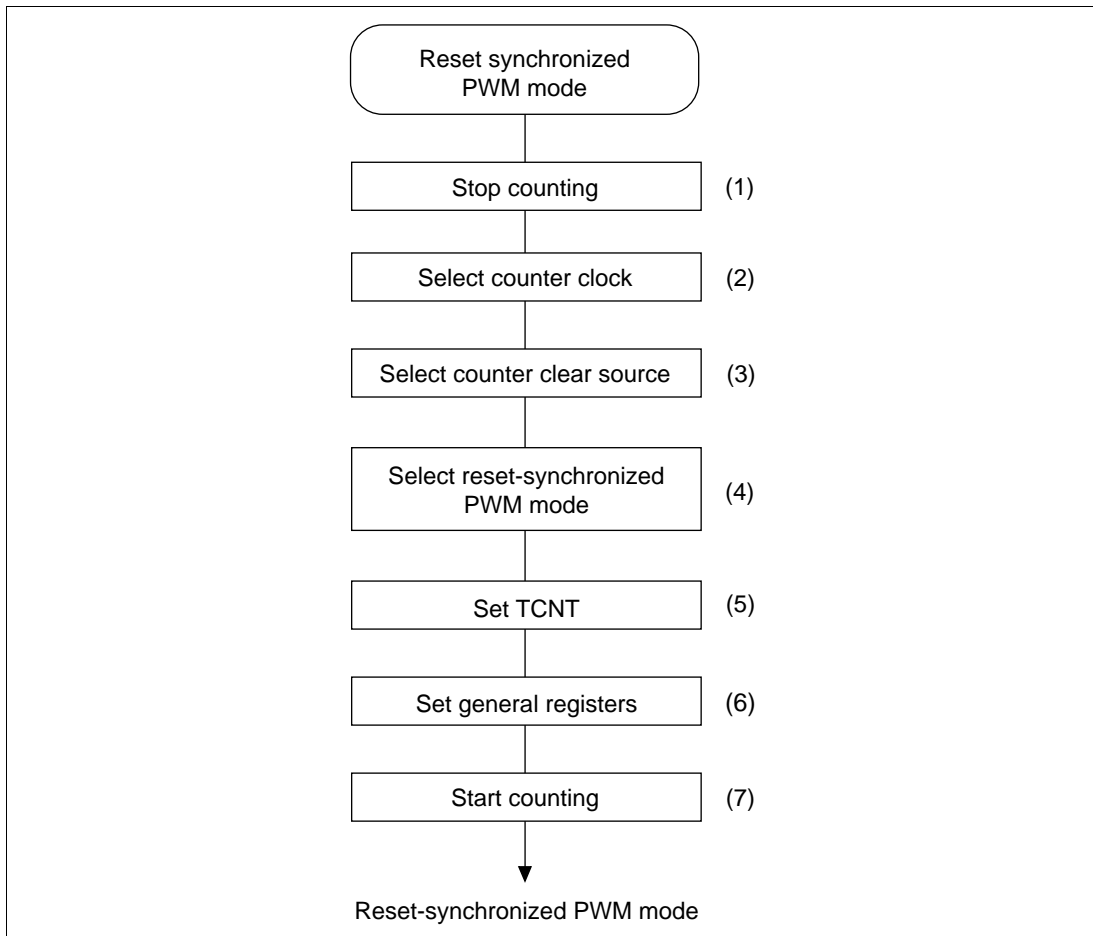 Reset synchronized
PWM mode
Stop counting (1)
Select counter clock (2)
Select counter clear source (3)
Select reset-synchronized
PWM mode
(4)
Set TCNT (5)
Set general registers (6)
Start counting (7)
Reset-synchronized PWM mode